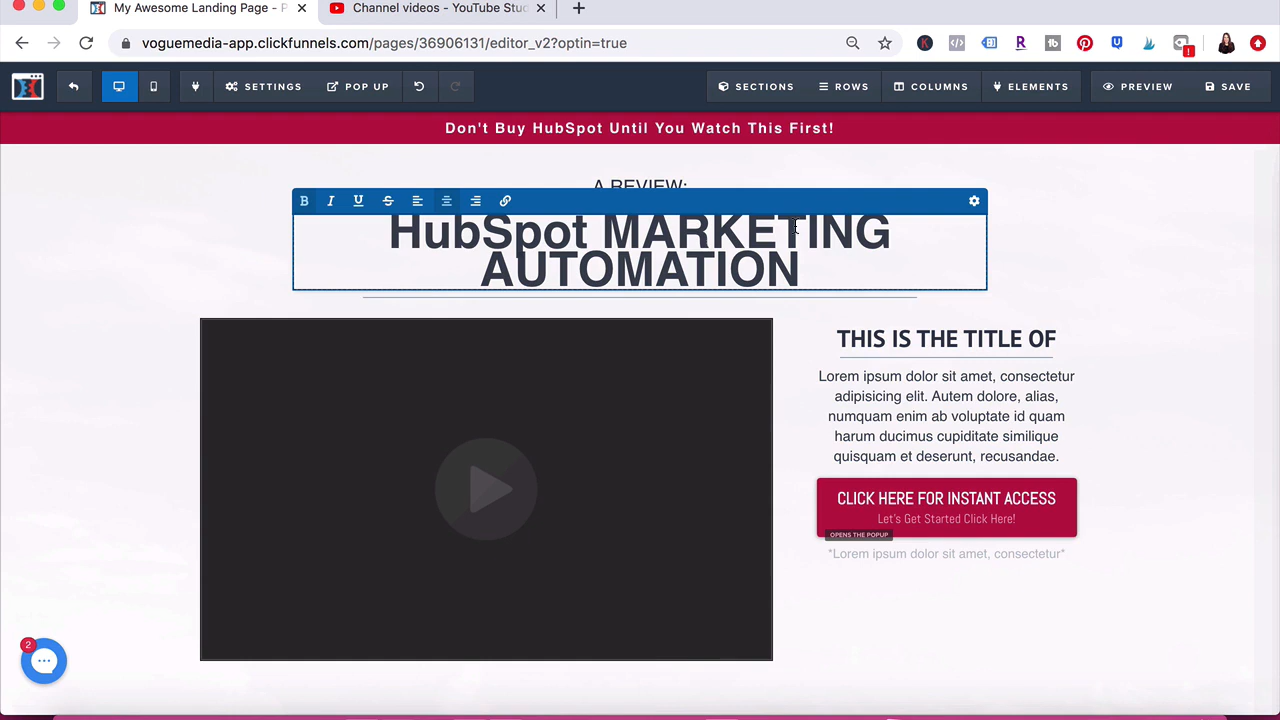 My Awesome Landing Page - P
Channel videos - YouTube Stud
voguemedia-app.clickfunnels.com/pages/36906131/editor_v2?optin=true
SETTINGS
POP UP
SECTIONS
ROWS
COLUMNS
ELEMENTS
PREVIEW
SAVE
Don't Buy HubSpot Until You Watch This First!
A REVIEW:
B I U S
HubSpot MARKETING
AUTOMATION
THIS IS THE TITLE OF
Lorem ipsum dolor sit amet, consectetur
adipisicing elit. Autem dolore, alias,
numquam enim ab voluptate id quam
harum ducimus cupiditate similique
quisquam et deserunt, recusandae.
CLICK HERE FOR INSTANT ACCESS
Let's Get Started Click Here!
OPENS THE POPUP
*Lorem ipsum dolor sit amet, consectetur*
2